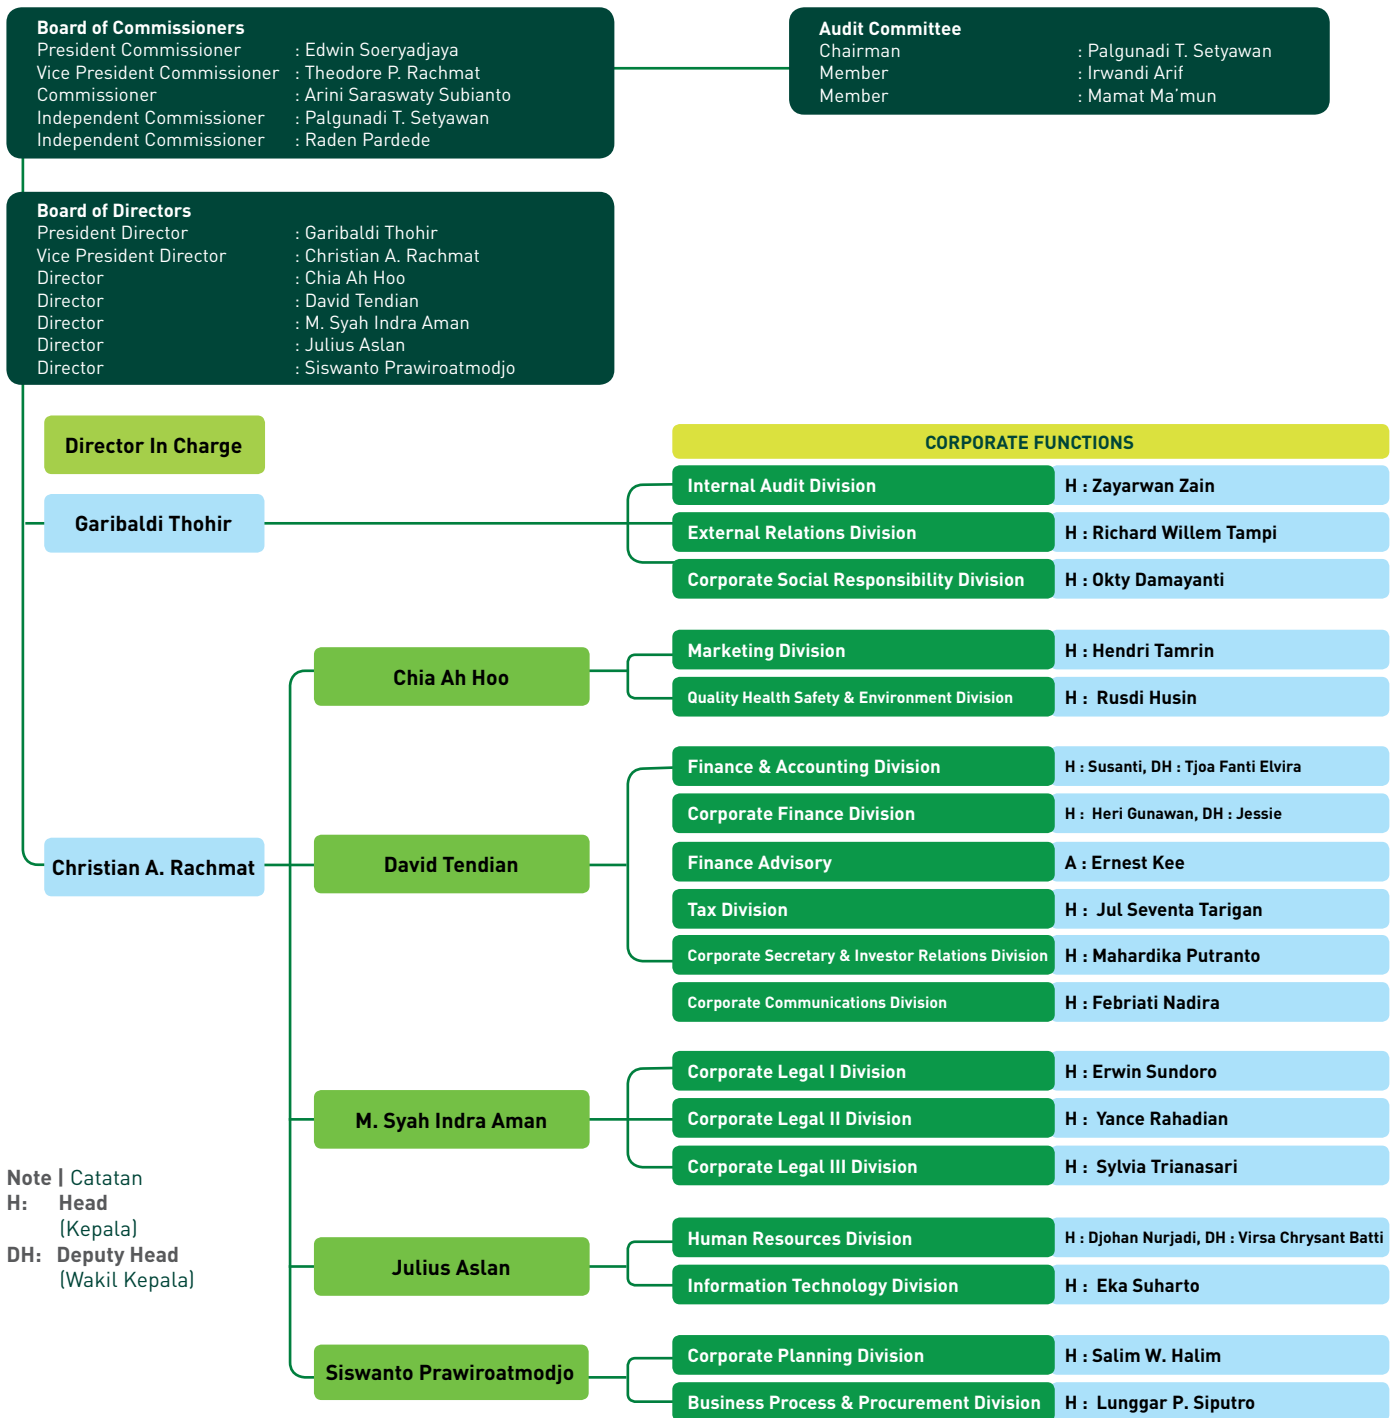 Board of Commissioners
President Commissioner : Edwin Soeryadjaya
Vice President Commissioner : Theodore P. Rachmat
Commissioner : Arini Saraswaty Subianto
Independent Commissioner : Palgunadi T. Setyawan
Independent Commissioner : Raden Pardede
Audit Committee
Chairman : Palgunadi T. Setyawan
Member : Irwandi Arif
Member : Mamat Ma’mun
Board of Directors
President Director : Garibaldi Thohir
Vice President Director : Christian A. Rachmat
Director : Chia Ah Hoo
Director : David Tendian
Director : M. Syah Indra Aman
Director : Julius Aslan
Director : Siswanto Prawiroatmodjo
Director In Charge
CORPORATE FUNCTIONS
Garibaldi Thohir
Internal Audit Division H : Zayarwan Zain
External Relations Division H : Richard Willem Tampi
Corporate Social Responsibility Division H : Okty Damayanti
Christian A. Rachmat
Chia Ah Hoo
Marketing Division H : Hendri Tamrin
Quality Health Safety & Environment Division H : Rusdi Husin
David Tendian
Finance & Accounting Division H : Susanti, DH : Tjoa Fanti Elvira
Corporate Finance Division H : Heri Gunawan, DH : Jessie
Finance Advisory A : Ernest Kee
Tax Division H : Jul Seventa Tarigan
Corporate Secretary & Investor Relations Division H : Mahardika Putranto
Corporate Communications Division H : Febriati Nadira
M. Syah Indra Aman
Corporate Legal I Division H : Erwin Sundoro
Corporate Legal II Division H : Yance Rahadian
Corporate Legal III Division H : Sylvia Trianasari
Julius Aslan
Human Resources Division H : Djohan Nurjadi, DH : Virsa Chrysant Batti
Information Technology Division H : Eka Suharto
Siswanto Prawiroatmodjo
Corporate Planning Division H : Salim W. Halim
Business Process & Procurement Division H : Lunggar P. Siputro
Note | Catatan
H: Head
(Kepala)
DH: Deputy Head
(Wakil Kepala)